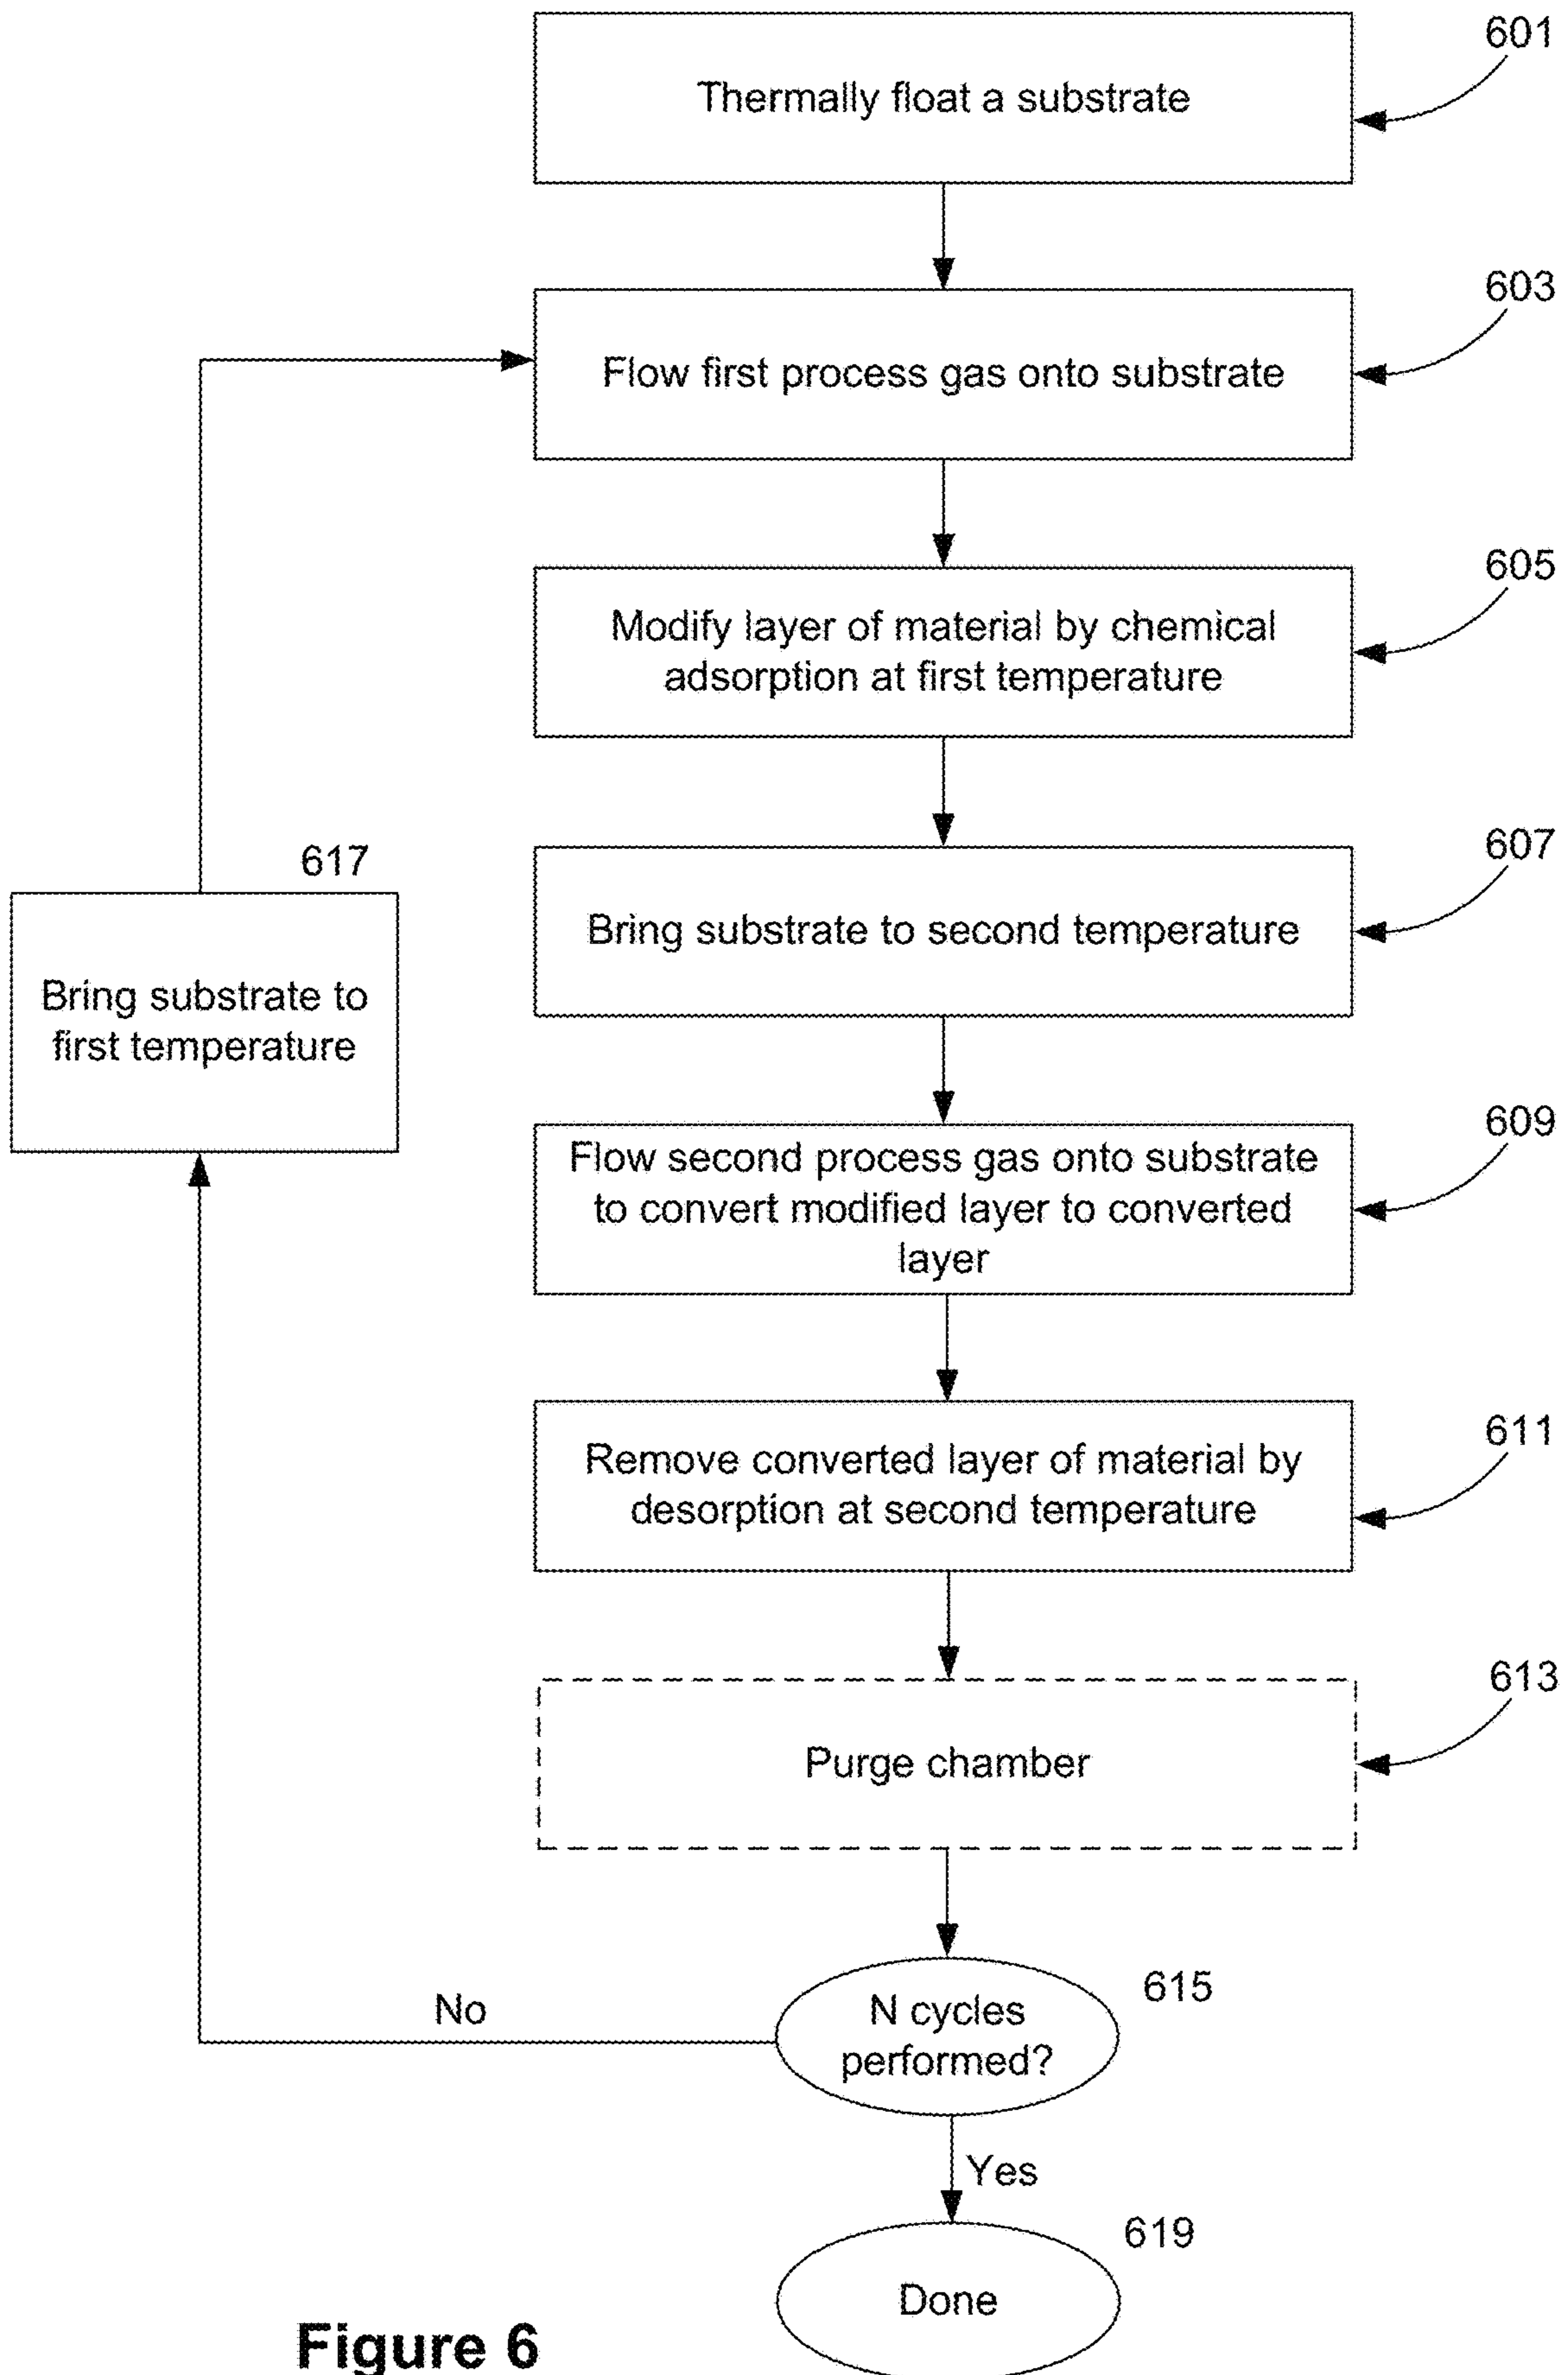 601
Thermally float a substrate
603
Flow first process gas onto substrate
605
Modify layer of material by chemical
adsorption at first temperature
607
Bring substrate to second temperature
617
Bring substrate to
first temperature
609
Flow second process gas onto substrate
to convert modified layer to converted
layer
611
Remove converted layer of material by
desorption at second temperature
613
Purge chamber
615
N cycles
performed?
No
Yes
619
Done
Figure 6